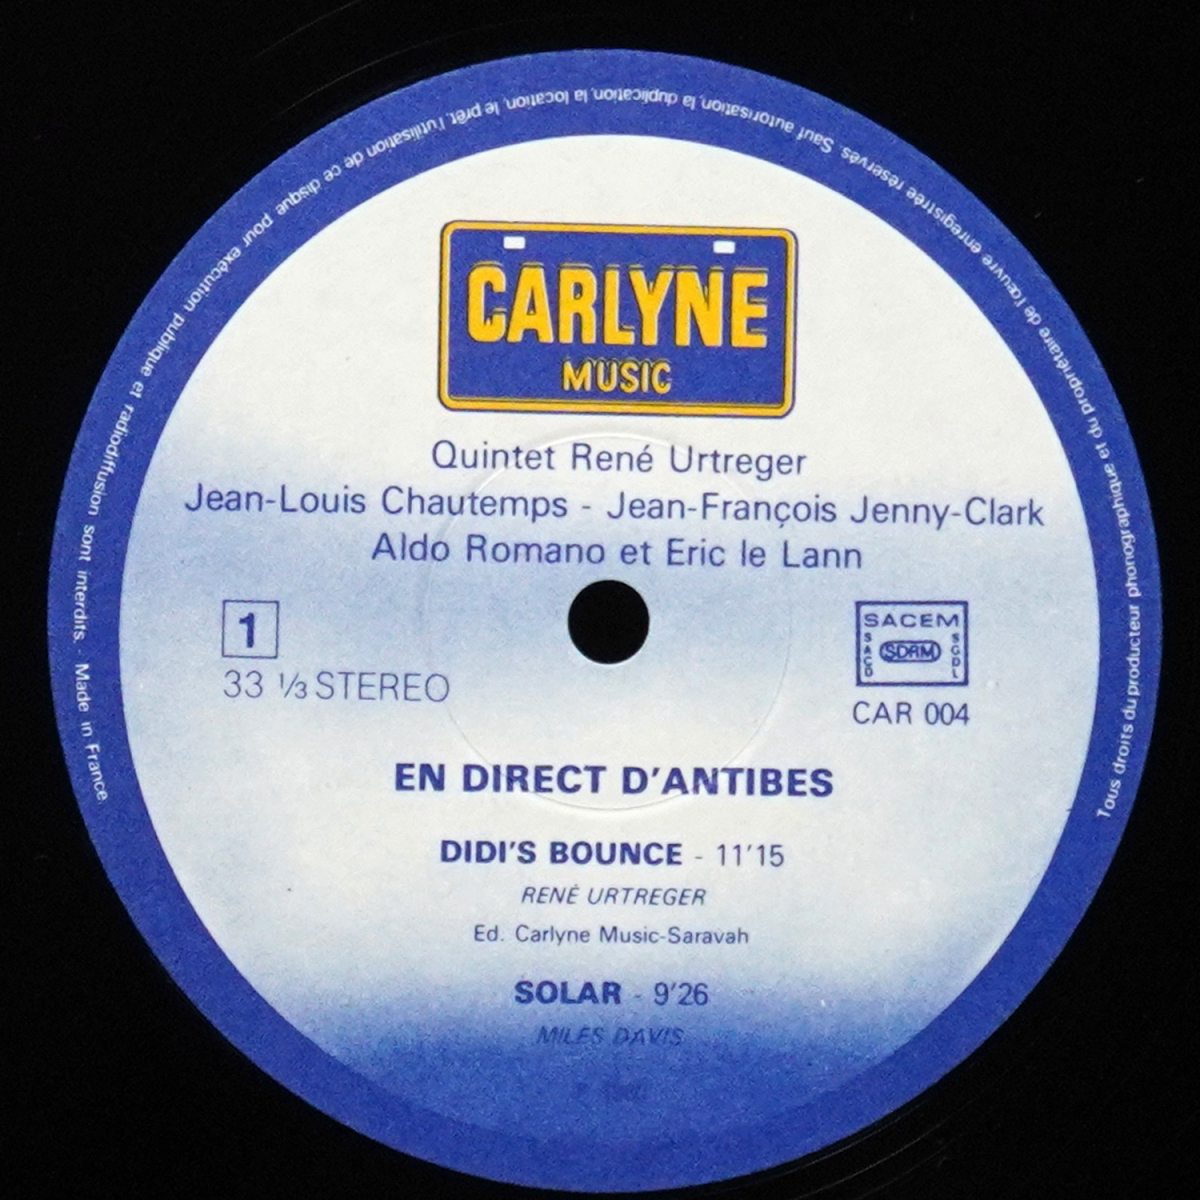 Tous droits du producteur phonographique et du propriétaire de l'œuvre enregistrée réservés. Sauf autorisation, la duplication, la location, le prêt, l'utilisation de ce disque pour exécution publique et radiodiffusion sont interdits. - Made in France
CARLYNE
MUSIC
Quintet René Urtreger
Jean-Louis Chautemps - Jean-François Jenny-Clark
Aldo Romano et Eric le Lann
1
33 ⅓ STEREO
SACEM
SACD
SDRM
SGDL
CAR 004
EN DIRECT D'ANTIBES
DIDI'S BOUNCE - 11'15
RENÉ URTREGER
Ed. Carlyne Music-Saravah
SOLAR - 9'26
MILES DAVIS